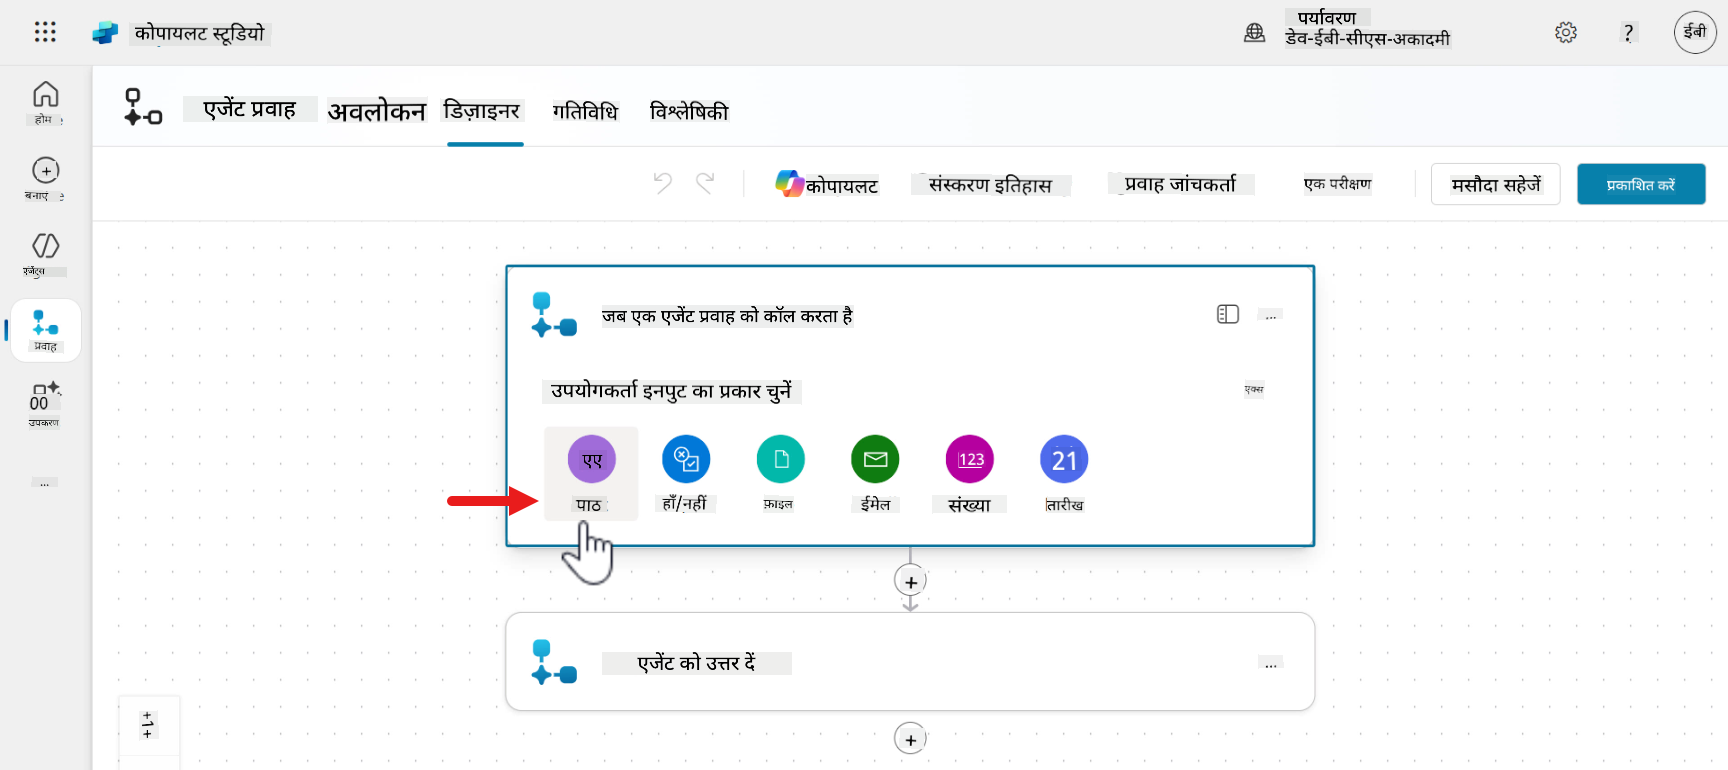 कोपायलट स्टूडियो
पर्यावरण
डेव-ईबी-सीएस-अकादमी
?
ईबी
होम
बनाएं
एजेंट्स
प्रवाह
उपकरण
...
एजेंट प्रवाह
अवलोकन
डिज़ाइनर
गतिविधि
विश्लेषिकी
कोपायलट
संस्करण इतिहास
प्रवाह जांचकर्ता
एक परीक्षण
मसौदा सहेजें
प्रकाशित करें
जब एक एजेंट प्रवाह को कॉल करता है
...
उपयोगकर्ता इनपुट का प्रकार चुनें
एक्स
एए
123
21
पाठ
हाँ/नहीं
फ़ाइल
ईमेल
संख्या
तारीख
एजेंट को उत्तर दें
...